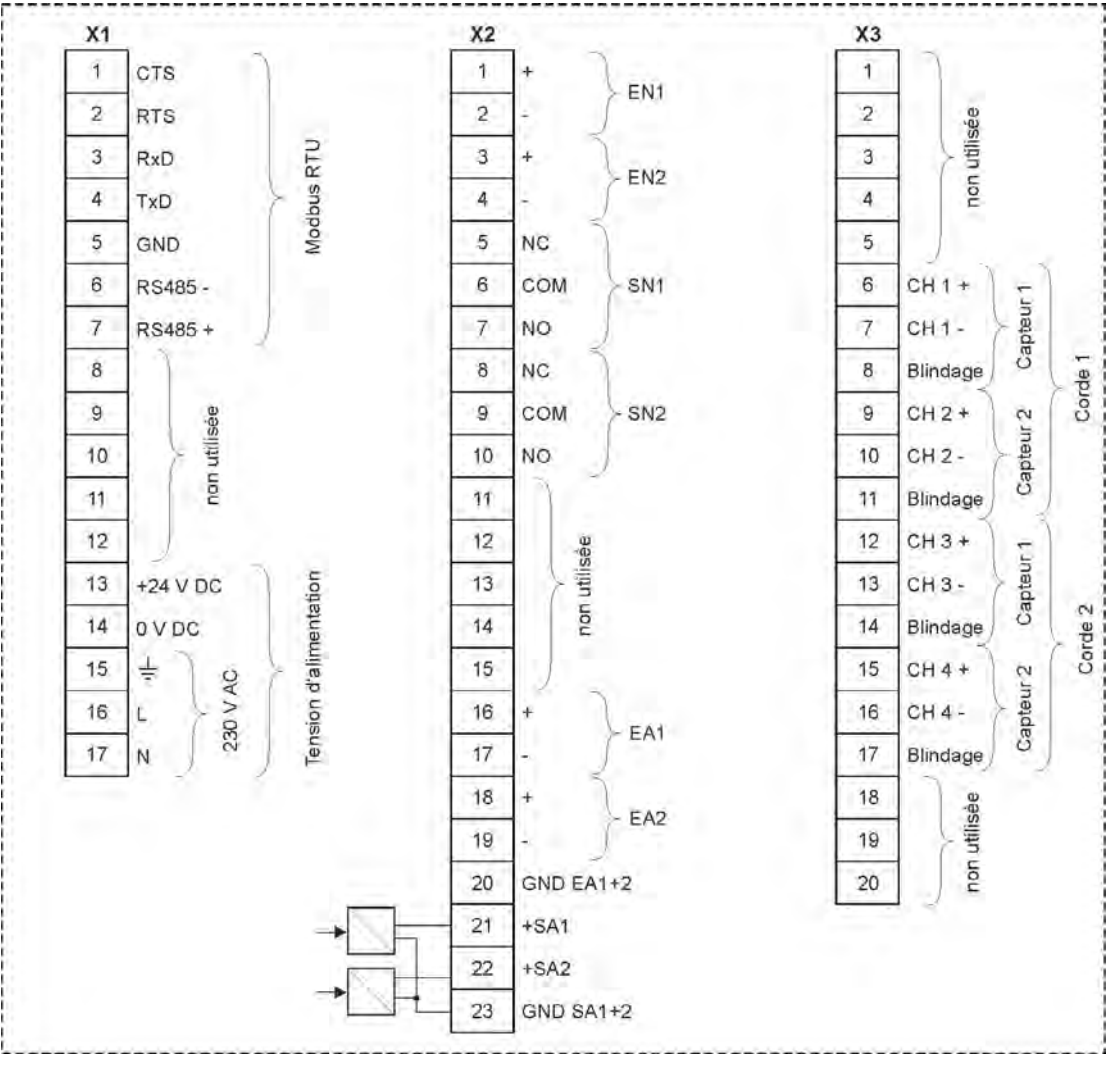 X1
1 CTS
2 RTS
3 RxD
4 TxD
5 GND
6 RS485 -
7 RS485 +
Modbus RTU
8
9
10
11
12
non utilisée
13 +24 V DC
14 0 V DC
15
16 L
17 N
230 V AC
Tension d'alimentation
X2
1 +
2 -
EN1
3 +
4 -
EN2
5 NC
6 COM
7 NO
SN1
8 NC
9 COM
10 NO
SN2
11
12
13
14
15
non utilisée
16 +
17 -
EA1
18 +
19 -
EA2
20 GND EA1+2
21 +SA1
22 +SA2
23 GND SA1+2
X3
1
2
3
4
5
non utilisée
6 CH 1 +
7 CH 1 -
8 Blindage
Capteur 1
9 CH 2 +
10 CH 2 -
11 Blindage
Capteur 2
Corde 1
12 CH 3 +
13 CH 3 -
14 Blindage
Capteur 1
15 CH 4 +
16 CH 4 -
17 Blindage
Capteur 2
Corde 2
18
19
20
non utilisée